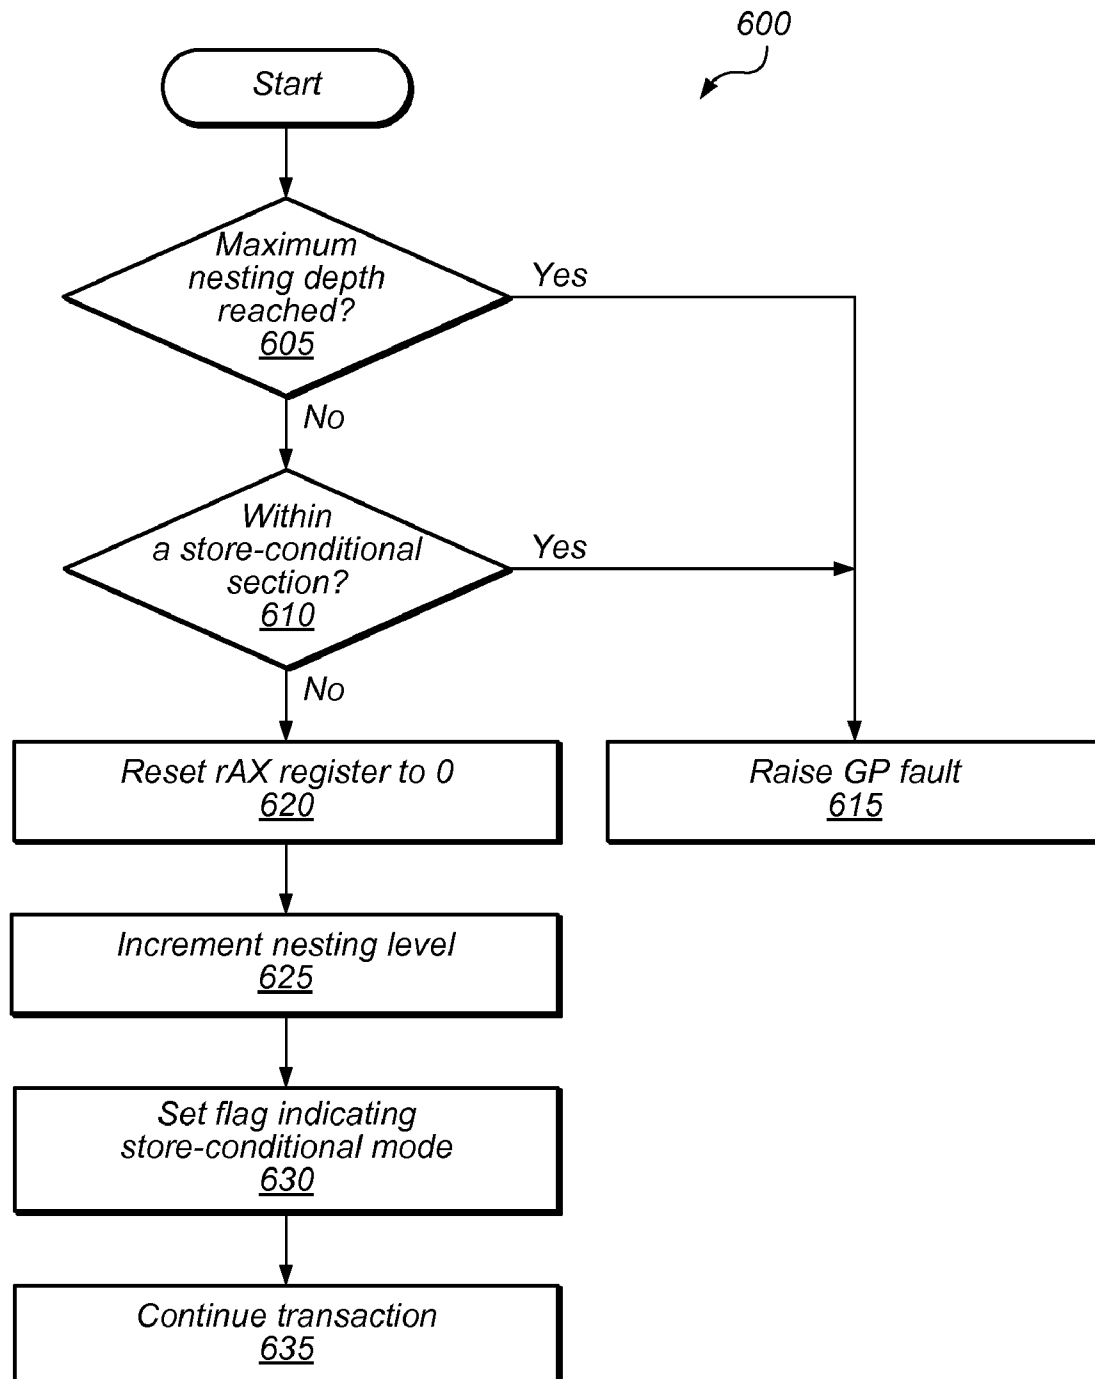 600
Start
Maximum
nesting depth
reached?
605
Yes
No
Within
a store-conditional
section?
610
Yes
No
Reset rAX register to 0
620
Raise GP fault
615
Increment nesting level
625
Set flag indicating
store-conditional mode
630
Continue transaction
635